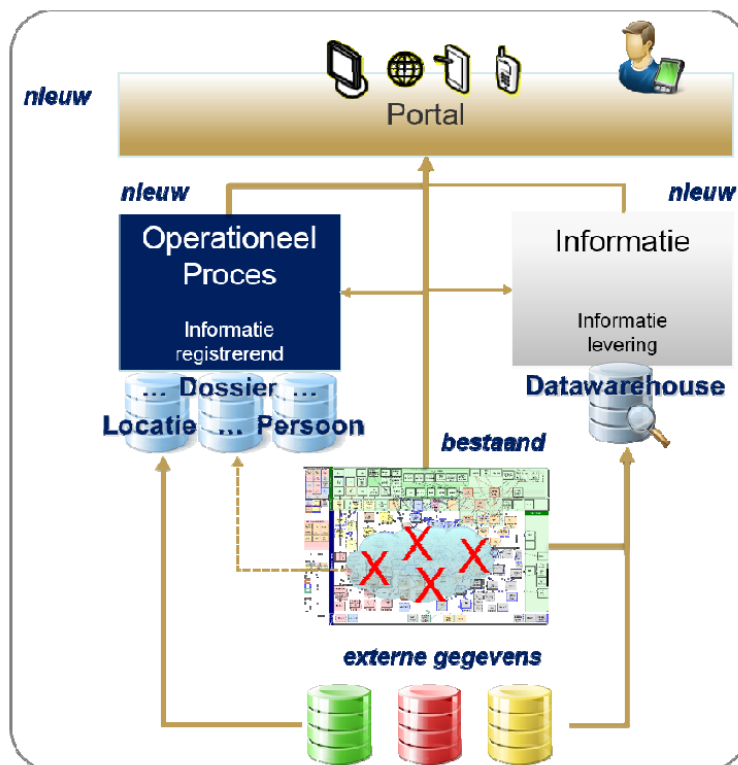 nieuw
Portal
nieuw
nieuw
Operationeel
Proces
Informatie
registrerend
Informatie
Informatie
levering
... Dossier ...
Locatie ... Persoon
Datawarehouse
bestaand
X X X X
externe gegevens